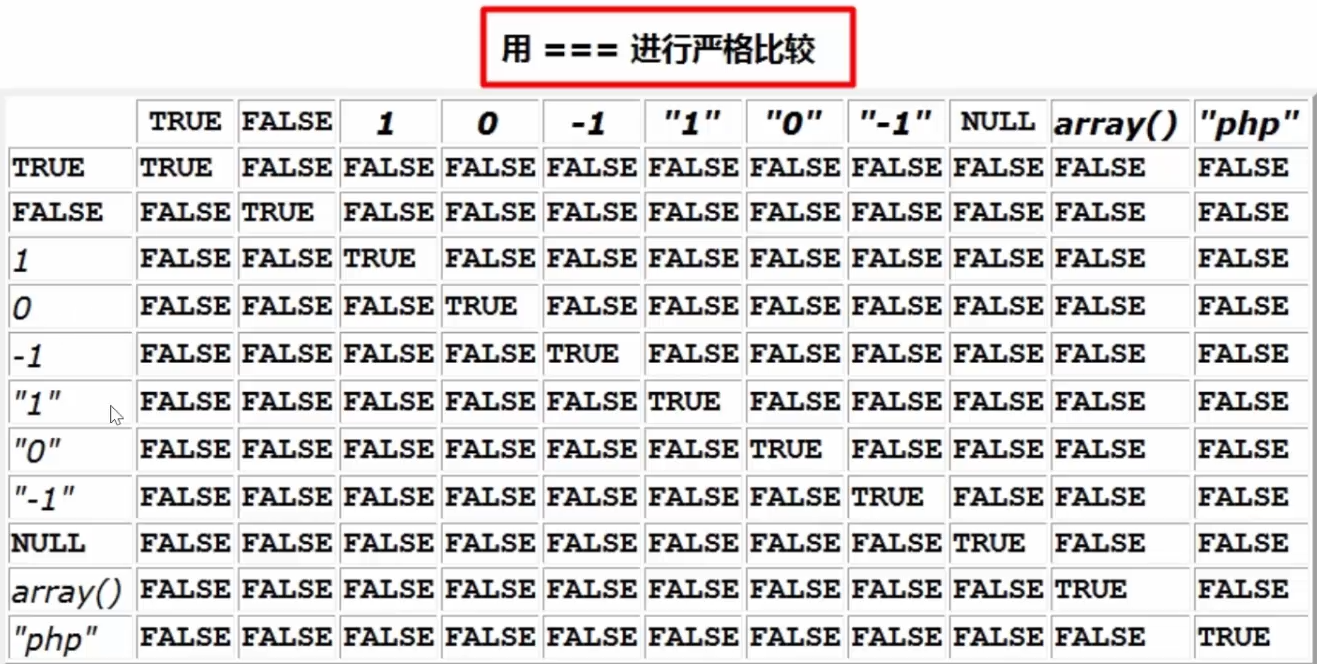 用 === 进行严格比较
TRUE FALSE 1 0 -1 "1" "0" "-1" NULL array() "php"
TRUE TRUE FALSE FALSE FALSE FALSE FALSE FALSE FALSE FALSE FALSE FALSE
FALSE FALSE TRUE FALSE FALSE FALSE FALSE FALSE FALSE FALSE FALSE FALSE
1 FALSE FALSE TRUE FALSE FALSE FALSE FALSE FALSE FALSE FALSE FALSE
0 FALSE FALSE FALSE TRUE FALSE FALSE FALSE FALSE FALSE FALSE FALSE
-1 FALSE FALSE FALSE FALSE TRUE FALSE FALSE FALSE FALSE FALSE FALSE
"1" FALSE FALSE FALSE FALSE FALSE TRUE FALSE FALSE FALSE FALSE FALSE
"0" FALSE FALSE FALSE FALSE FALSE FALSE TRUE FALSE FALSE FALSE FALSE
"-1" FALSE FALSE FALSE FALSE FALSE FALSE FALSE TRUE FALSE FALSE FALSE
NULL FALSE FALSE FALSE FALSE FALSE FALSE FALSE FALSE TRUE FALSE FALSE
array() FALSE FALSE FALSE FALSE FALSE FALSE FALSE FALSE FALSE TRUE FALSE
"php" FALSE FALSE FALSE FALSE FALSE FALSE FALSE FALSE FALSE FALSE TRUE